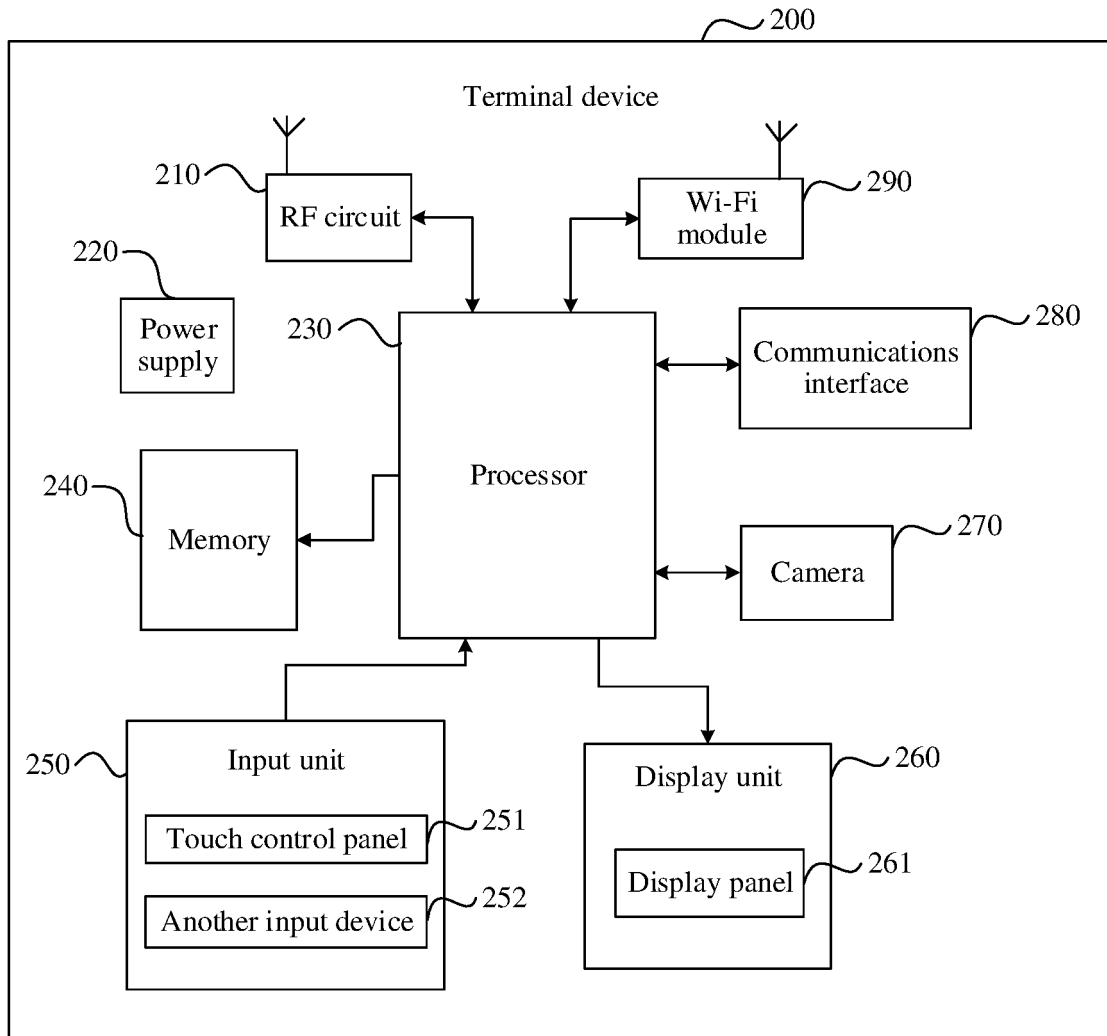 200
Terminal device
210
RF circuit
290
Wi-Fi
module
220
Power
supply
230
Processor
280
Communications
interface
240
Memory
270
Camera
250
Input unit
Touch control panel
251
Another input device
252
260
Display unit
Display panel
261